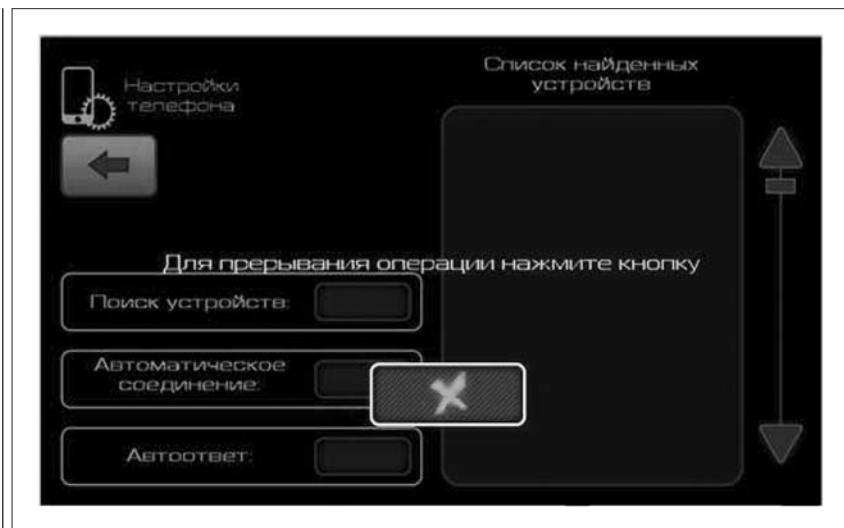 Настройки
телефона
Список найденных
устройств
Для прерывания операции нажмите кнопку
Поиск устройств:
Автоматическое
соединение:
Автоответ: